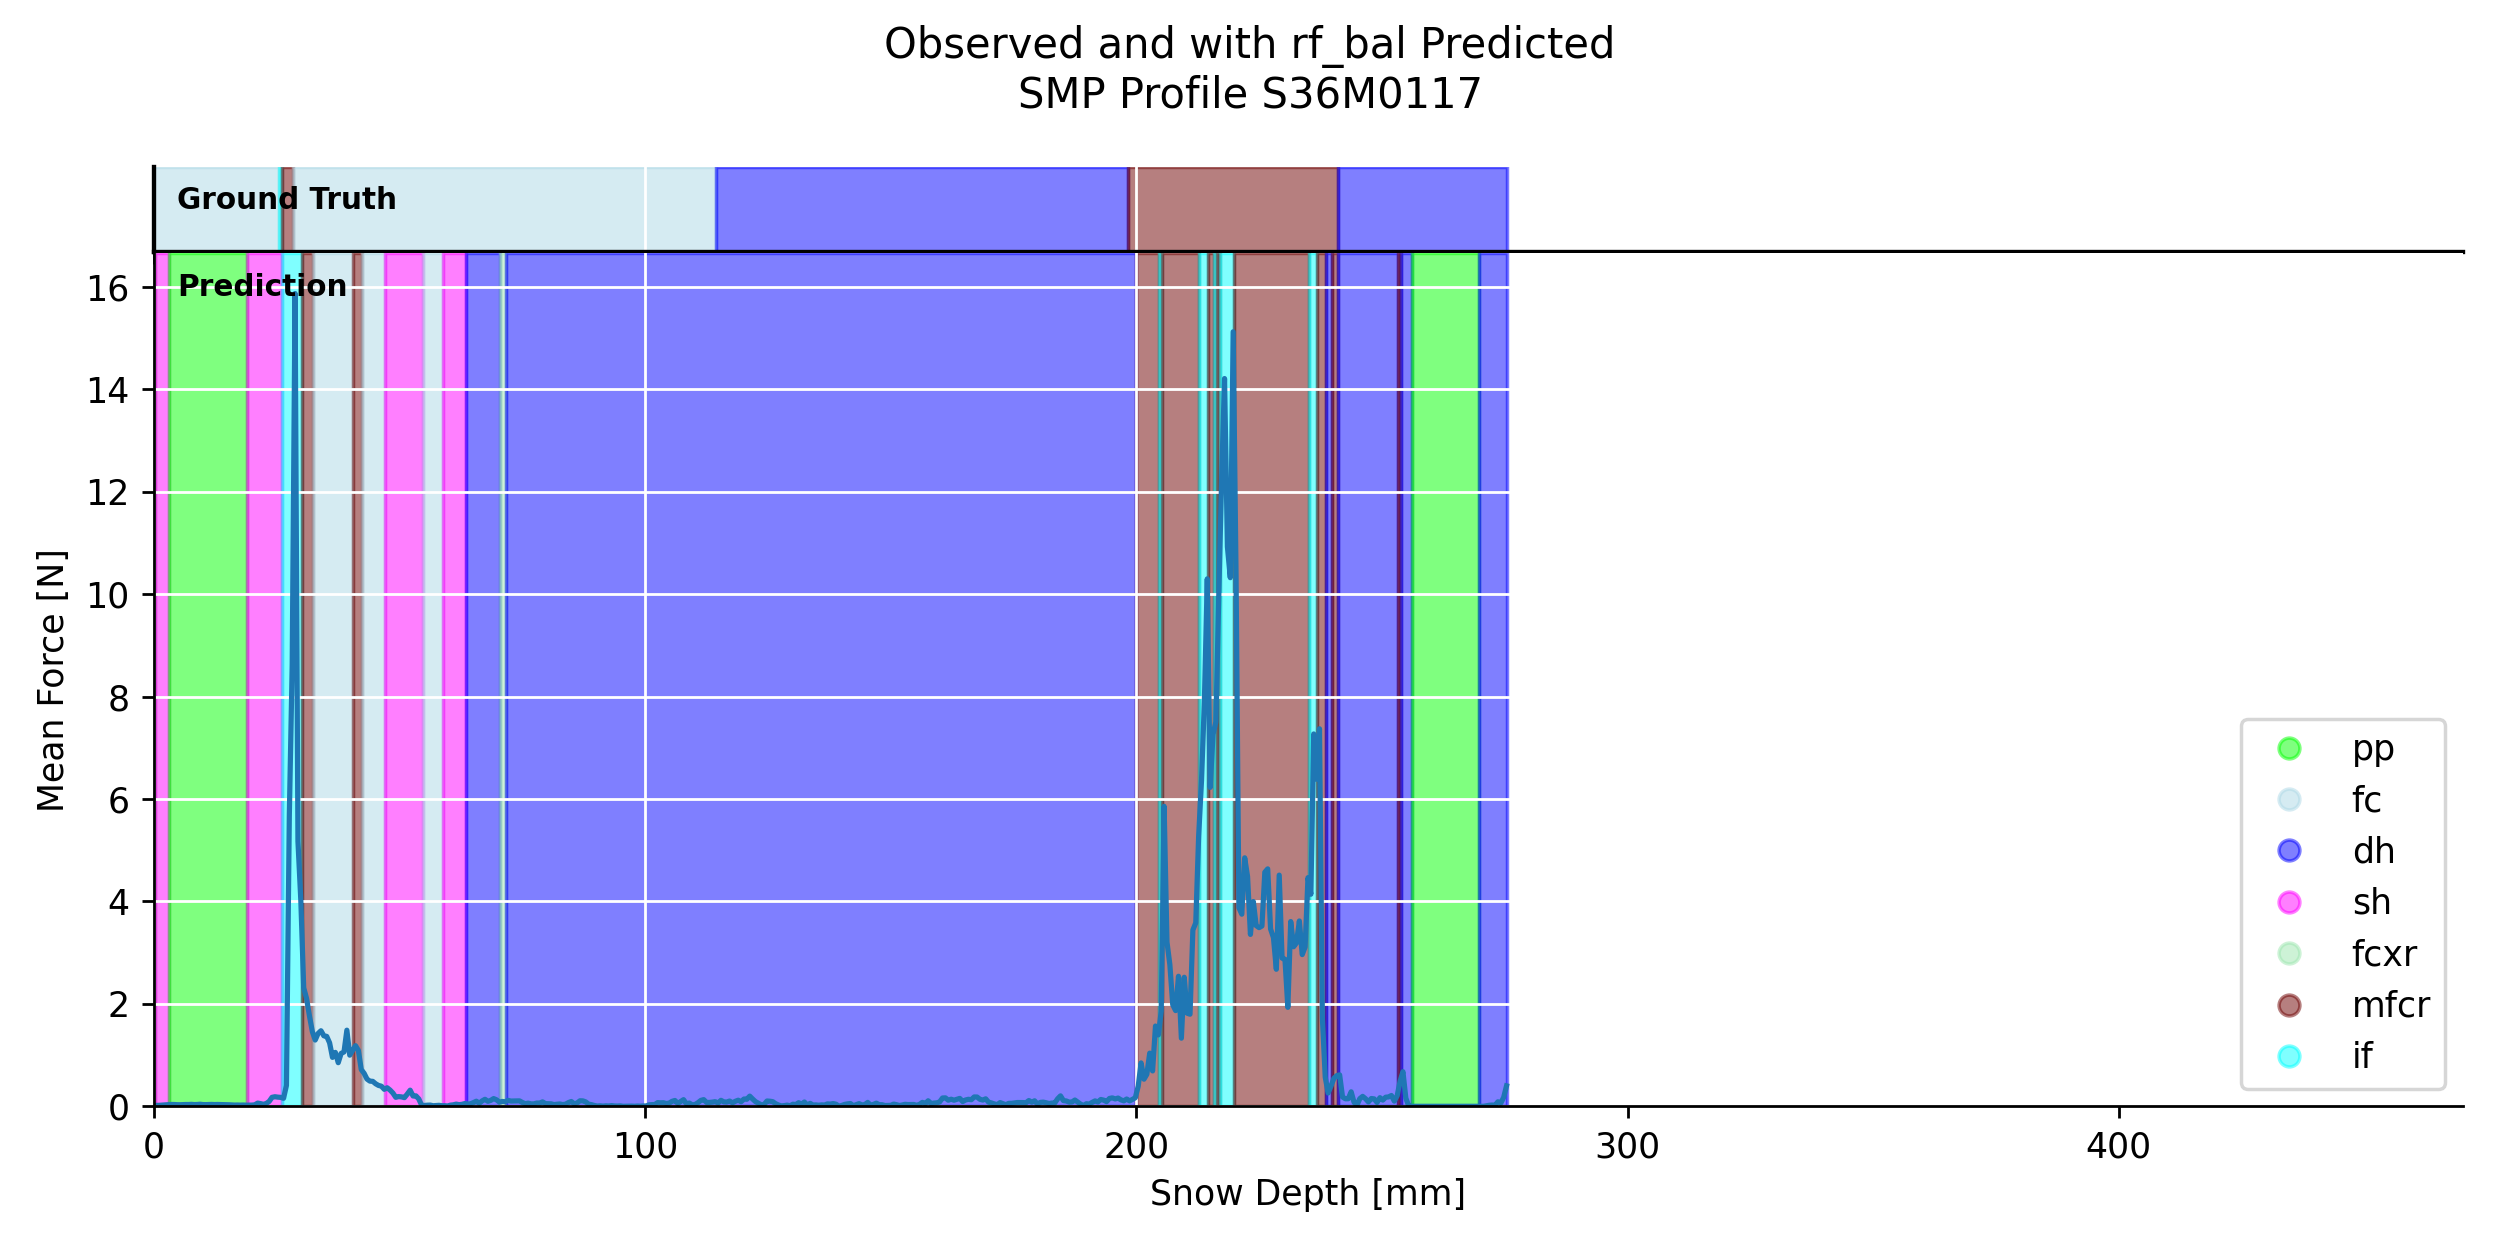 Observed and with rf_bal Predicted
SMP Profile S36M0117
Ground Truth
Prediction
16
14
12
10
8
6
4
2
0
Mean Force [N]
0 100 200 300 400
Snow Depth [mm]
pp
fc
dh
sh
fcxr
mfcr
if